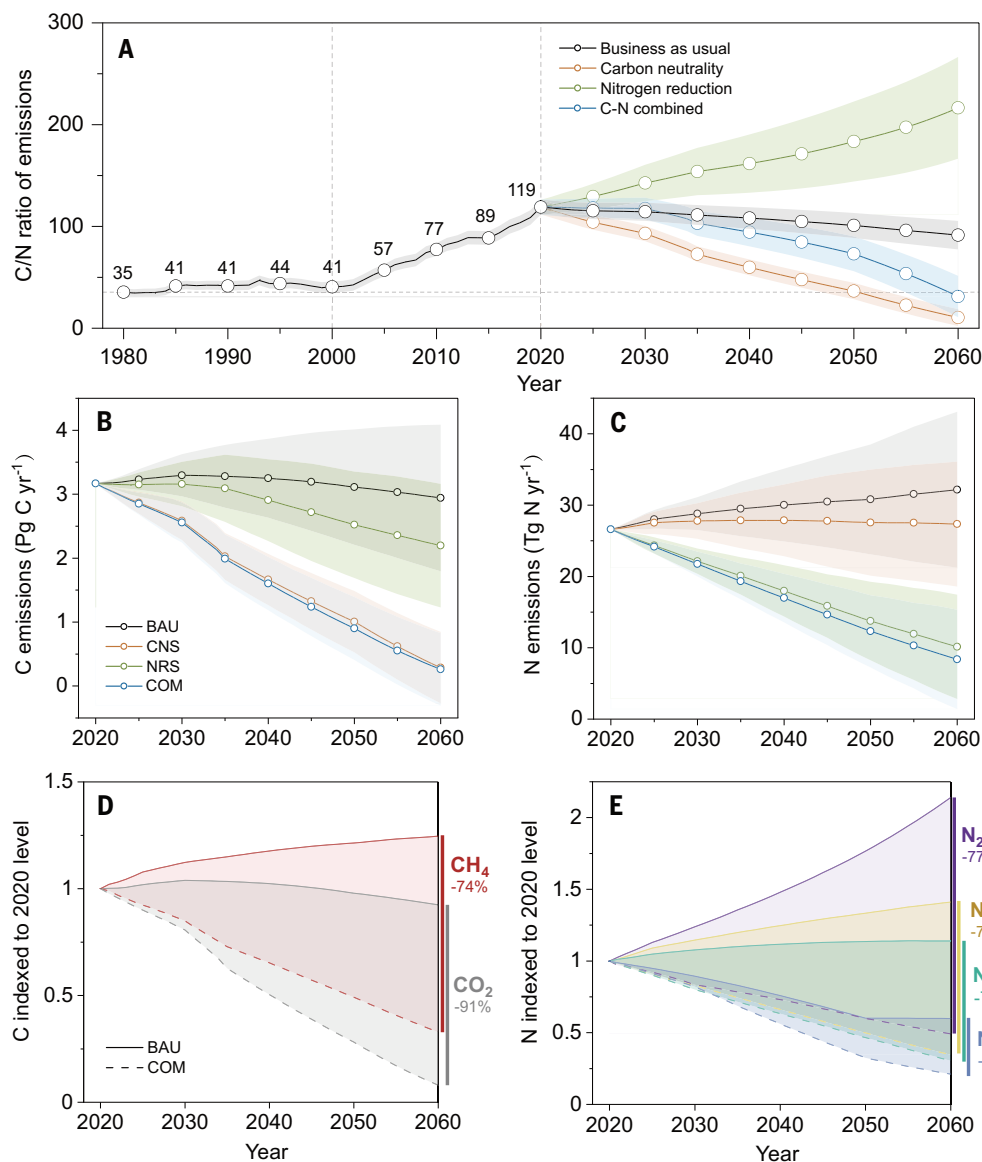 A
300
200
100
0
C/N ratio of emissions
Business as usual
Carbon neutrality
Nitrogen reduction
C-N combined
35
41
41
44
41
57
77
89
119
1980
1990
2000
2010
2020
2030
2040
2050
2060
Year
B
4
3
2
1
0
C emissions (Pg C yr⁻¹)
BAU
CNS
NRS
COM
2020
2030
2040
2050
2060
C
40
30
20
10
0
N emissions (Tg N yr⁻¹)
2020
2030
2040
2050
2060
D
1.5
1
0.5
0
C indexed to 2020 level
CH₄
-74%
CO₂
-91%
BAU
COM
2020
2030
2040
2050
2060
Year
E
2
1.5
1
0.5
0
N indexed to 2020 level
2020
2030
2040
2050
2060
Year